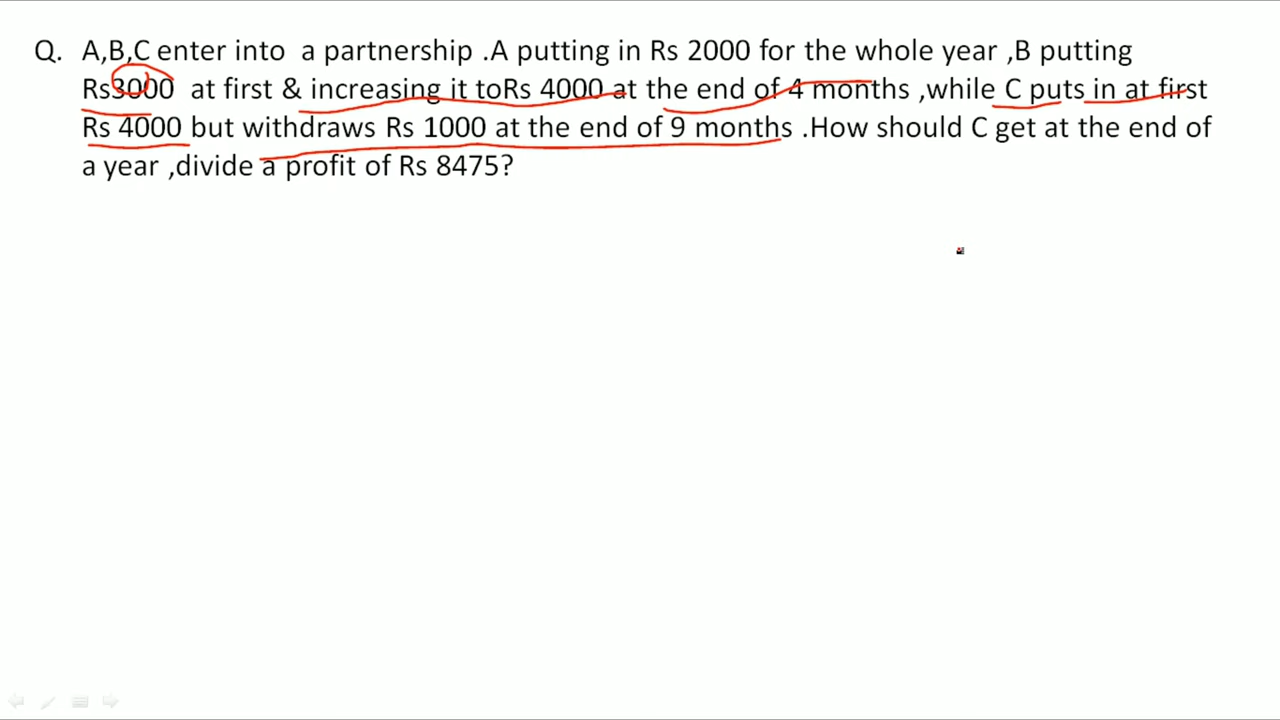 Q. A,B,C enter into a partnership .A putting in Rs 2000 for the whole year ,B putting
Rs3000 at first & increasing it toRs 4000 at the end of 4 months ,while C puts in at first
Rs 4000 but withdraws Rs 1000 at the end of 9 months .How should C get at the end of
a year ,divide a profit of Rs 8475?